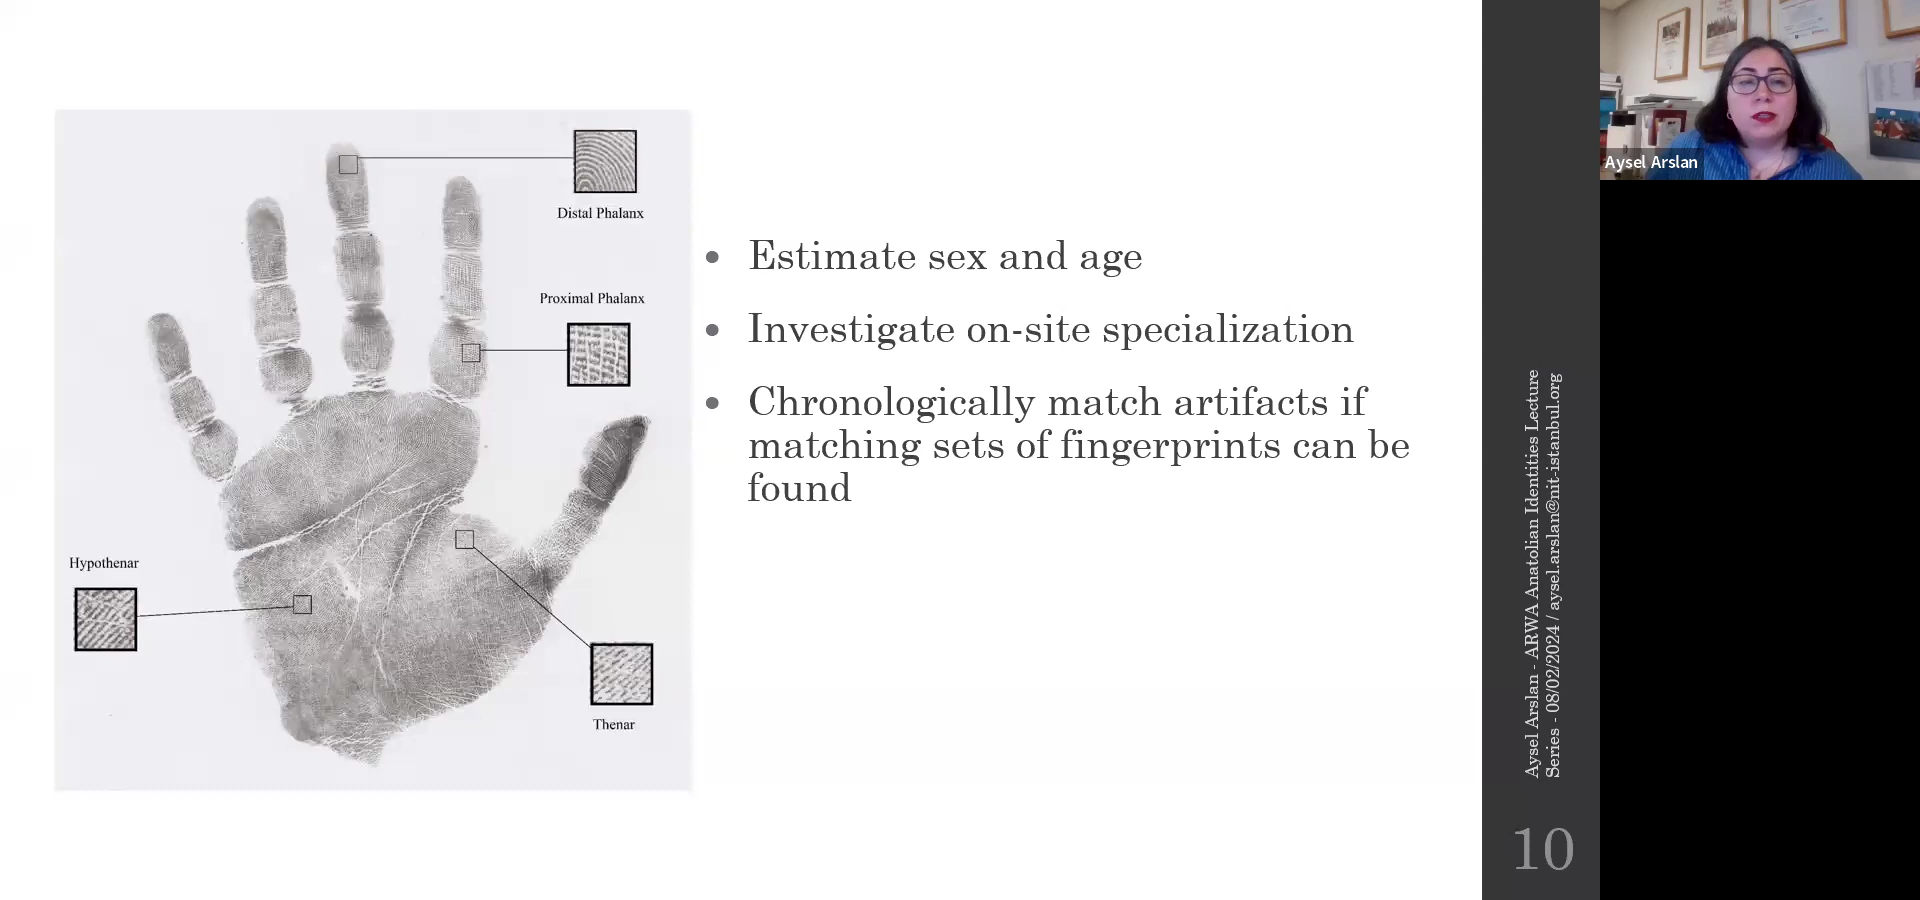 Distal Phalanx
Proximal Phalanx
Hypothenar
Thenar
• Estimate sex and age
• Investigate on-site specialization
• Chronologically match artifacts if
matching sets of fingerprints can be
found
Aysel Arslan - ARWA Anatolian Identities Lecture
Series - 08/02/2024 / aysel.arslan@nit-istanbul.org
10
Aysel Arslan